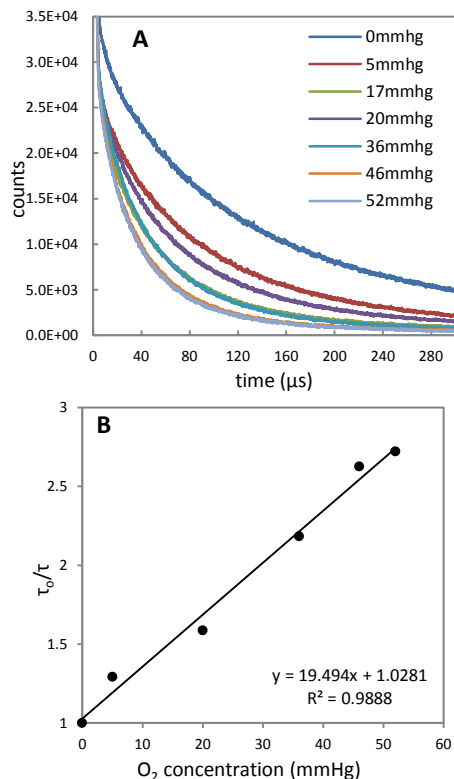 A
3.5E+04
3.0E+04
2.5E+04
2.0E+04
1.5E+04
1.0E+04
5.0E+03
0.0E+00
counts
0mmhg
5mmhg
17mmhg
20mmhg
36mmhg
46mmhg
52mmhg
0 40 80 120 160 200 240 280
time (µs)
B
3
2.5
2
1.5
1
τ₀/τ
y = 19.494x + 1.0281
R² = 0.9888
0 20 40 60
O₂ concentration (mmHg)